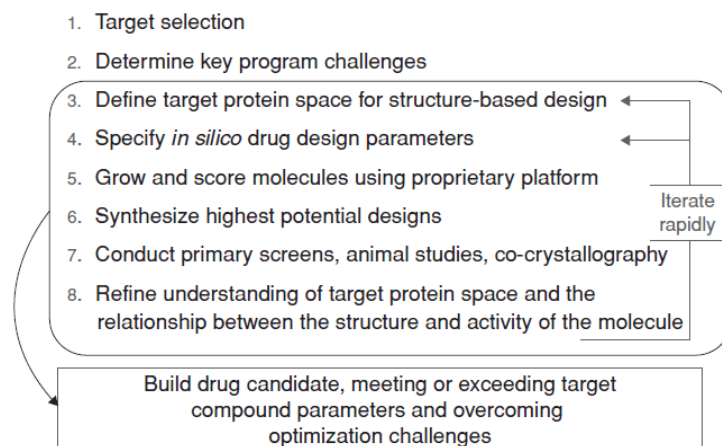 1. Target selection
2. Determine key program challenges
3. Define target protein space for structure-based design
4. Specify in silico drug design parameters
5. Grow and score molecules using proprietary platform
Iterate
rapidly
6. Synthesize highest potential designs
7. Conduct primary screens, animal studies, co-crystallography
8. Refine understanding of target protein space and the
relationship between the structure and activity of the molecule
Build drug candidate, meeting or exceeding target
compound parameters and overcoming
optimization challenges